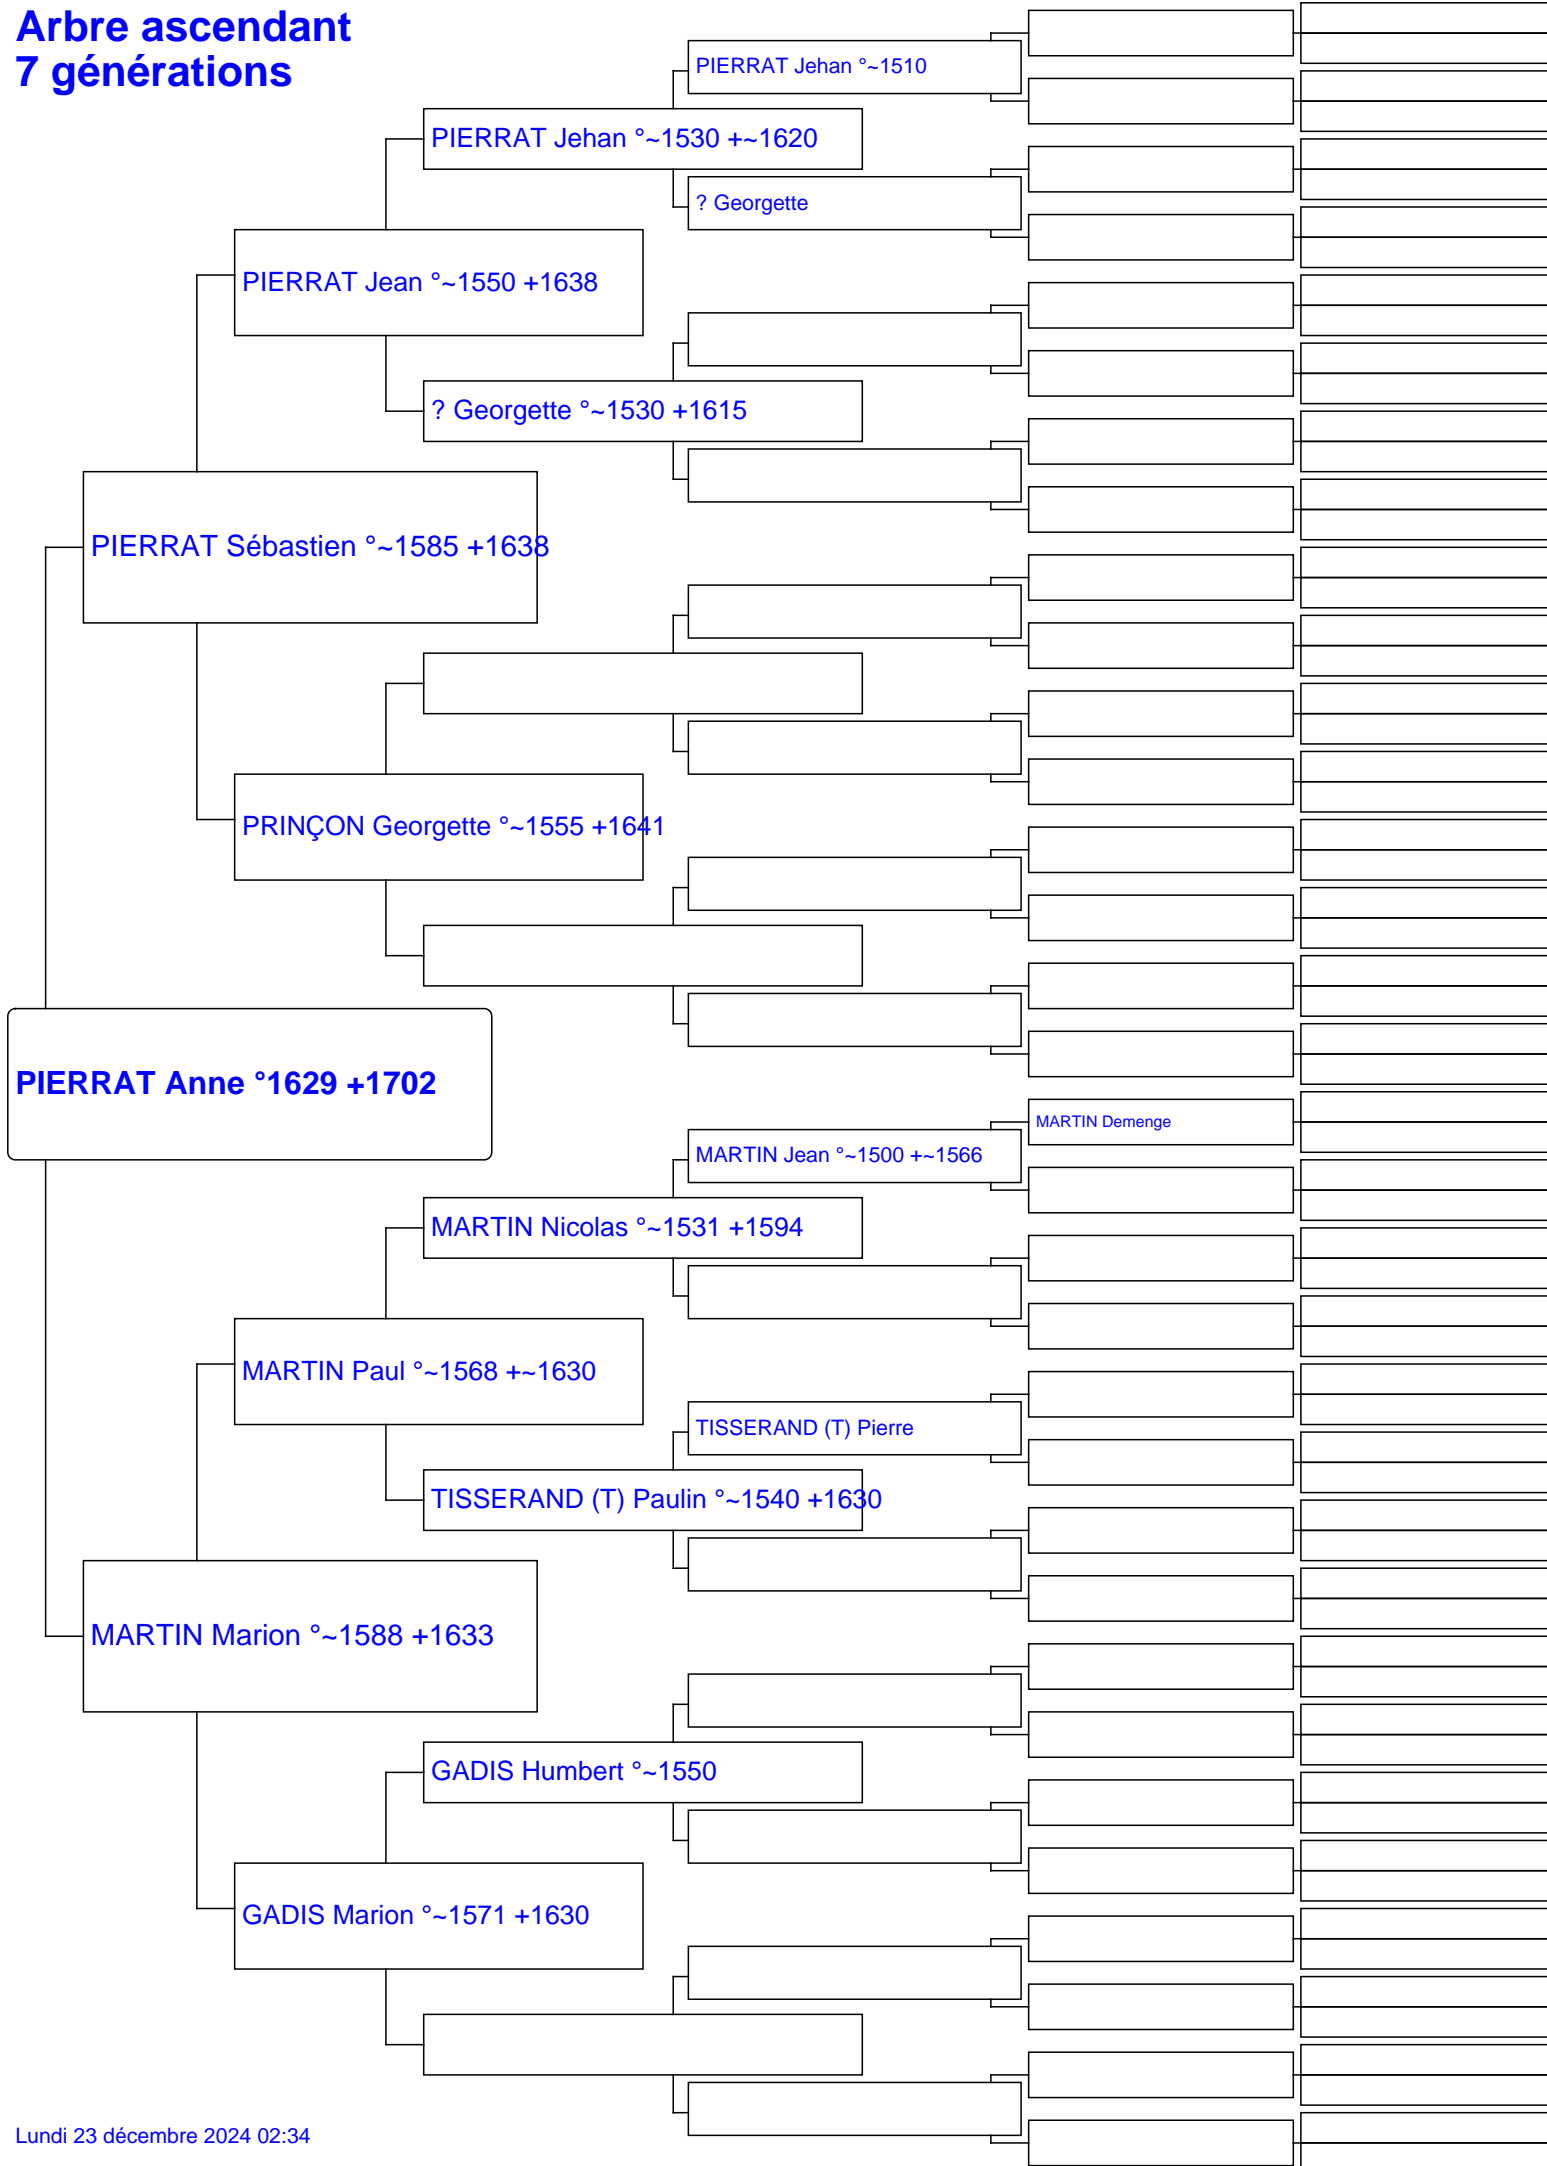 Arbre ascendant
7 générations
PIERRAT Jehan °~1510
PIERRAT Jehan °~1530 +~1620
? Georgette
PIERRAT Jean °~1550 +1638
? Georgette °~1530 +1615
PIERRAT Sébastien °~1585 +1638
PRINÇON Georgette °~1555 +1641
PIERRAT Anne °1629 +1702
MARTIN Demenge
MARTIN Jean °~1500 +~1566
MARTIN Nicolas °~1531 +1594
MARTIN Paul °~1568 +~1630
TISSERAND (T) Pierre
TISSERAND (T) Paulin °~1540 +1630
MARTIN Marion °~1588 +1633
GADIS Humbert °~1550
GADIS Marion °~1571 +1630
Lundi 23 décembre 2024 02:34